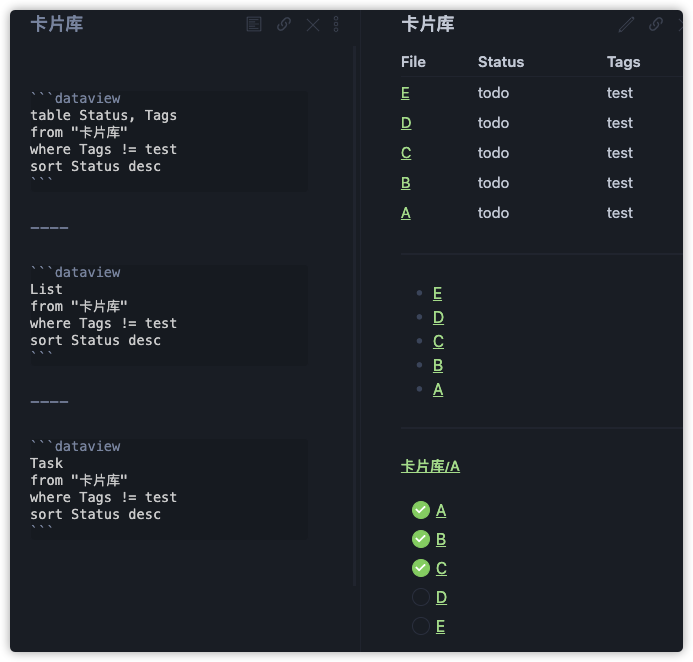 卡片库
```dataview
table Status, Tags
from "卡片库"
where Tags != test
sort Status desc
```
----
```dataview
List
from "卡片库"
where Tags != test
sort Status desc
```
----
```dataview
Task
from "卡片库"
where Tags != test
sort Status desc
```
卡片库
File Status Tags
E todo test
D todo test
C todo test
B todo test
A todo test
E
D
C
B
A
卡片库/A
A
B
C
D
E